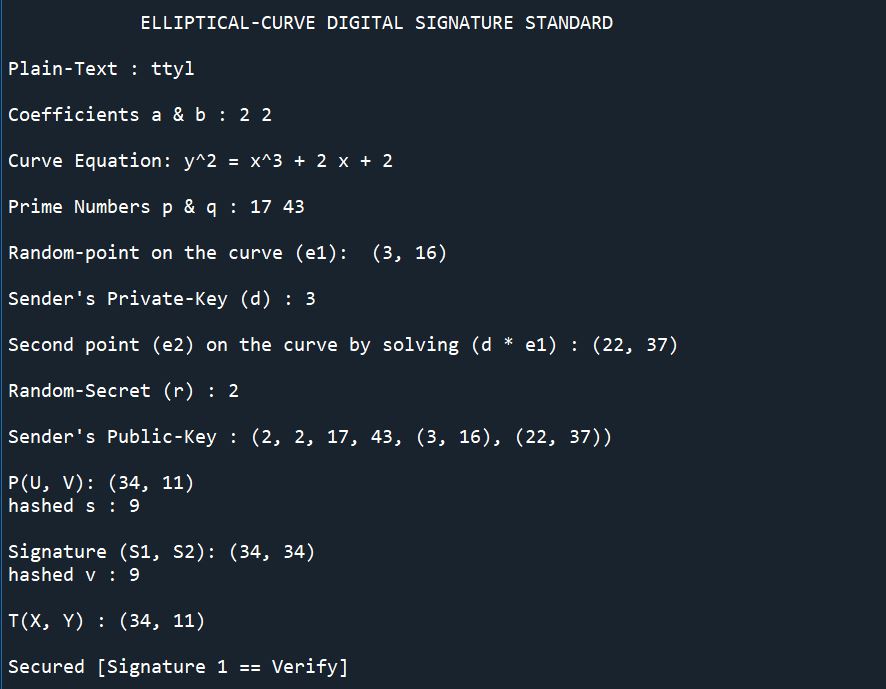 ELLIPTICAL-CURVE DIGITAL SIGNATURE STANDARD
Plain-Text : ttyl
Coefficients a & b : 2 2
Curve Equation: y^2 = x^3 + 2 x + 2
Prime Numbers p & q : 17 43
Random-point on the curve (e1):  (3, 16)
Sender's Private-Key (d) : 3
Second point (e2) on the curve by solving (d * e1) : (22, 37)
Random-Secret (r) : 2
Sender's Public-Key : (2, 2, 17, 43, (3, 16), (22, 37))
P(U, V): (34, 11)
hashed s : 9
Signature (S1, S2): (34, 34)
hashed v : 9
T(X, Y) : (34, 11)
Secured [Signature 1 == Verify]